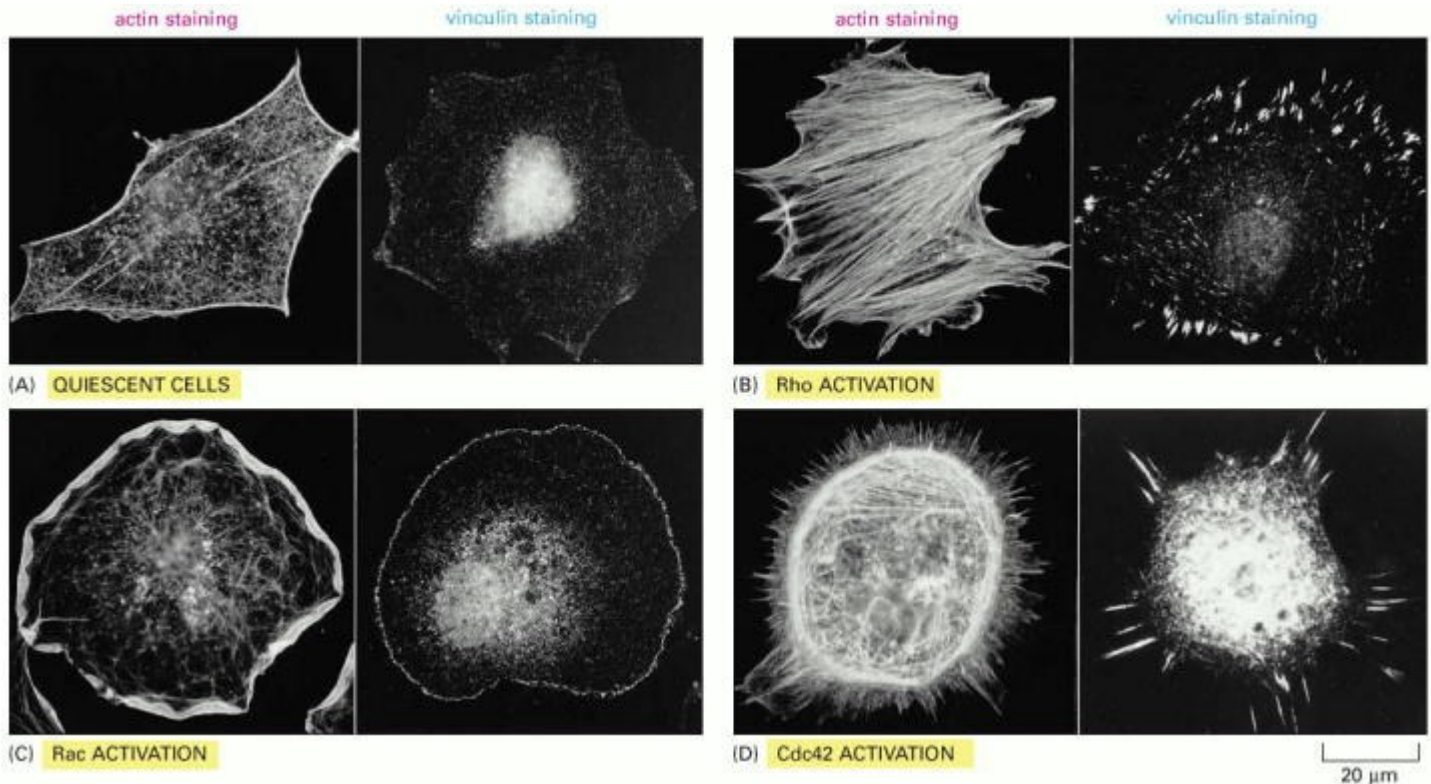 actin staining vinculin staining actin staining vinculin staining
(A) QUIESCENT CELLS (B) Rho ACTIVATION
(C) Rac ACTIVATION (D) Cdc42 ACTIVATION
20 μm